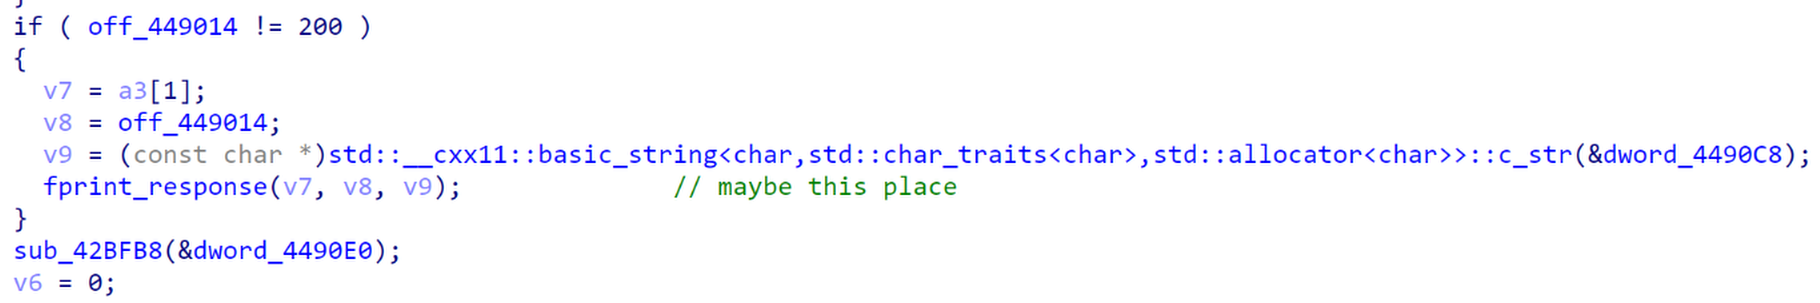 }
if ( off_449014 != 200 )
{
  v7 = a3[1];
  v8 = off_449014;
  v9 = (const char *)std::__cxx11::basic_string<char,std::char_traits<char>,std::allocator<char>>::c_str(&dword_4490C8);
  fprint_response(v7, v8, v9);              // maybe this place
}
sub_42BFB8(&dword_4490E0);
v6 = 0;